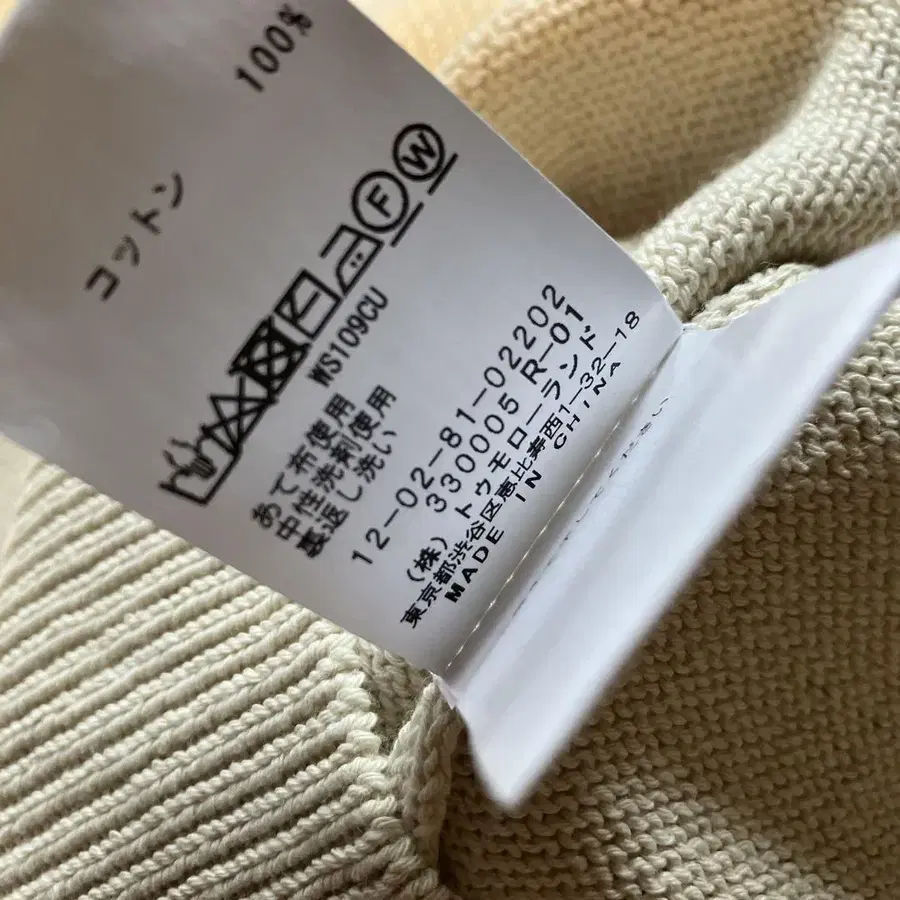 コットン 100%
F W
WS109CU
あて布使用
中性洗剤使用
裏返し洗い
12-02-81-02202
330005 R-01
(株) トゥモローランド
東京都渋谷区恵比寿西1-32-18
MADE IN CHINA